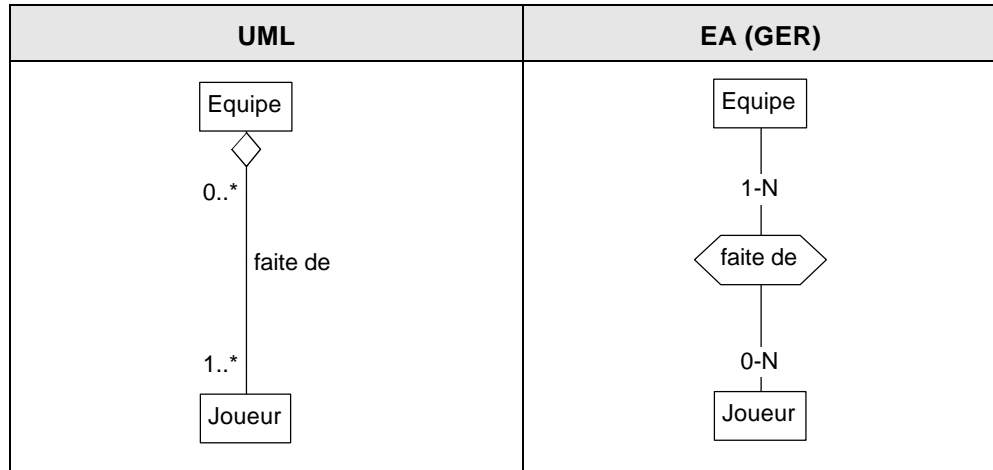 UML
EA (GER)
Equipe
0..*
faite de
1..*
Joueur
Equipe
1-N
faite de
0-N
Joueur